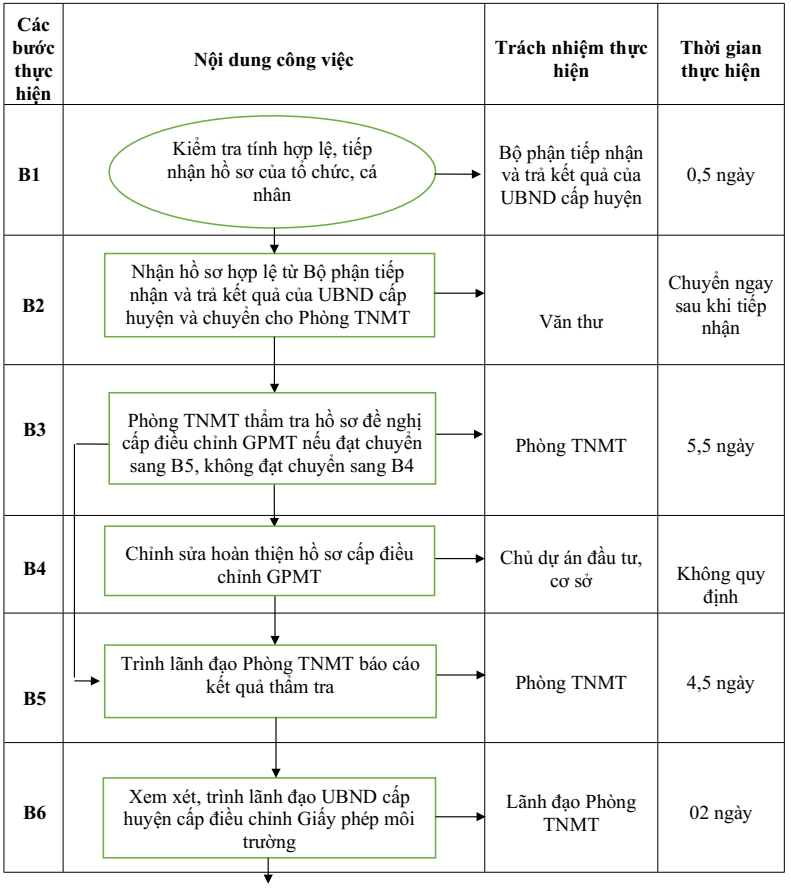 Các
bước
thực
hiện
Nội dung công việc
Trách nhiệm thực
hiện
Thời gian
thực hiện
B1
Kiểm tra tính hợp lệ, tiếp
nhận hồ sơ của tổ chức, cá
nhân
Bộ phận tiếp nhận
và trả kết quả của
UBND cấp huyện
0,5 ngày
B2
Nhận hồ sơ hợp lệ từ Bộ phận tiếp
nhận và trả kết quả của UBND cấp
huyện và chuyển cho Phòng TNMT
Văn thư
Chuyển ngay
sau khi tiếp
nhận
B3
Phòng TNMT thẩm tra hồ sơ đề nghị
cấp điều chỉnh GPMT nếu đạt chuyển
sang B5, không đạt chuyển sang B4
Phòng TNMT
5,5 ngày
B4
Chỉnh sửa hoàn thiện hồ sơ cấp điều
chỉnh GPMT
Chủ dự án đầu tư,
cơ sở
Không quy
định
B5
Trình lãnh đạo Phòng TNMT báo cáo
kết quả thẩm tra
Phòng TNMT
4,5 ngày
B6
Xem xét, trình lãnh đạo UBND cấp
huyện cấp điều chỉnh Giấy phép môi
trường
Lãnh đạo Phòng
TNMT
02 ngày